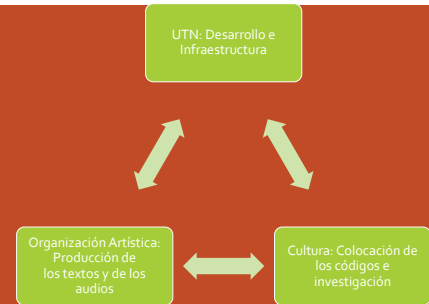 UTN: Desarrollo e
Infraestructura
Organización Artística:
Producción de
los textos y de los
audios
Cultura: Colocación de
los códigos e
investigación